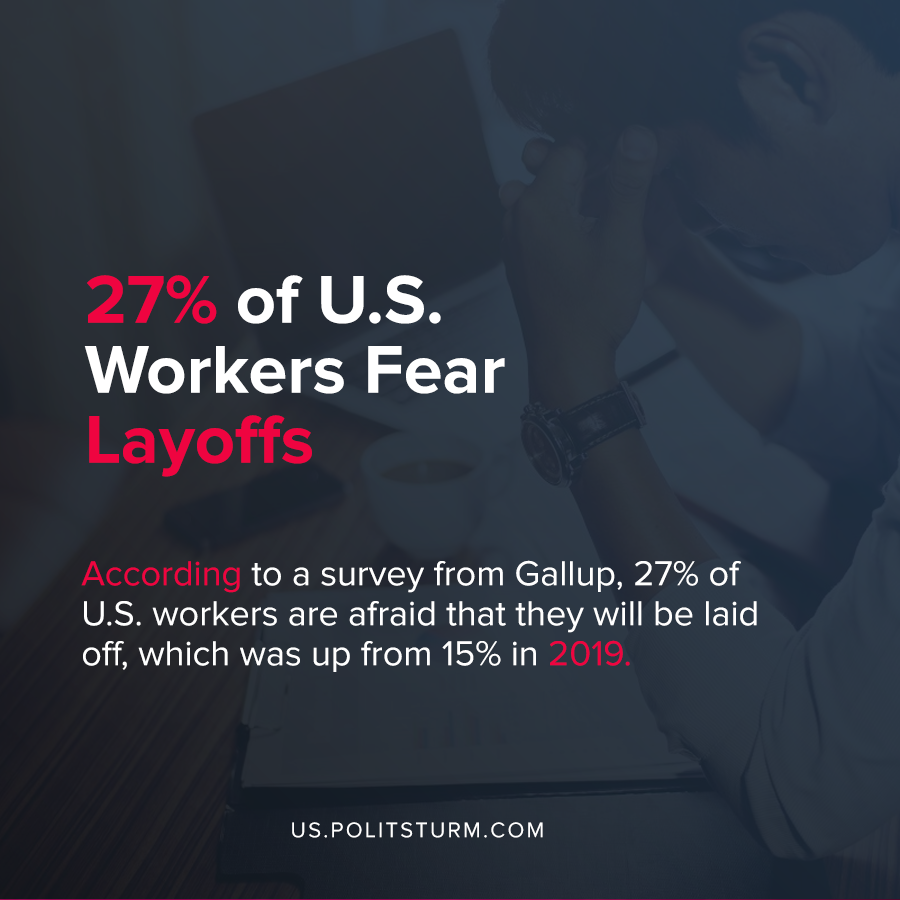 27% of U.S.
Workers Fear
Layoffs
According to a survey from Gallup, 27% of
U.S. workers are afraid that they will be laid
off, which was up from 15% in 2019.
US.POLITSTURM.COM